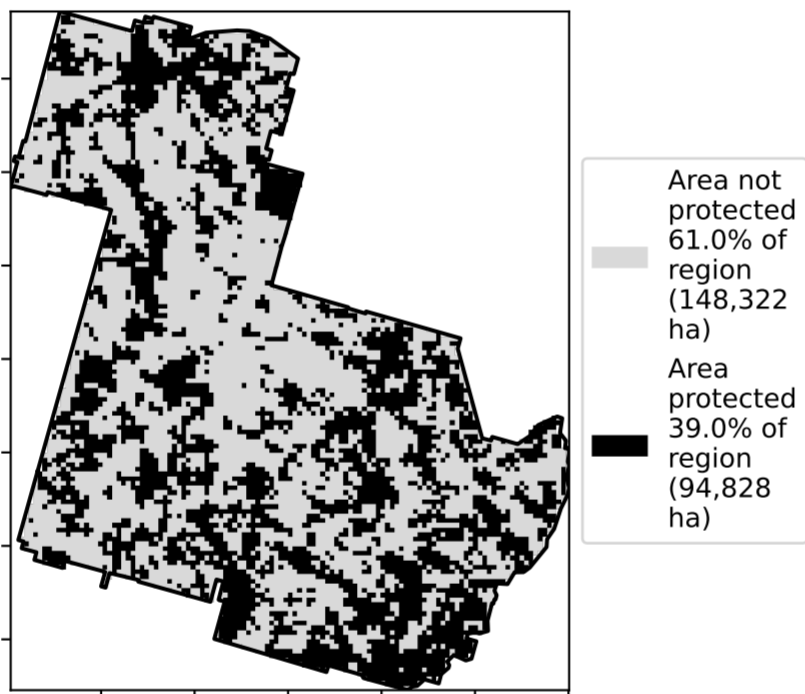 Area not
protected
61.0% of
region
(148,322
ha)
Area
protected
39.0% of
region
(94,828
ha)